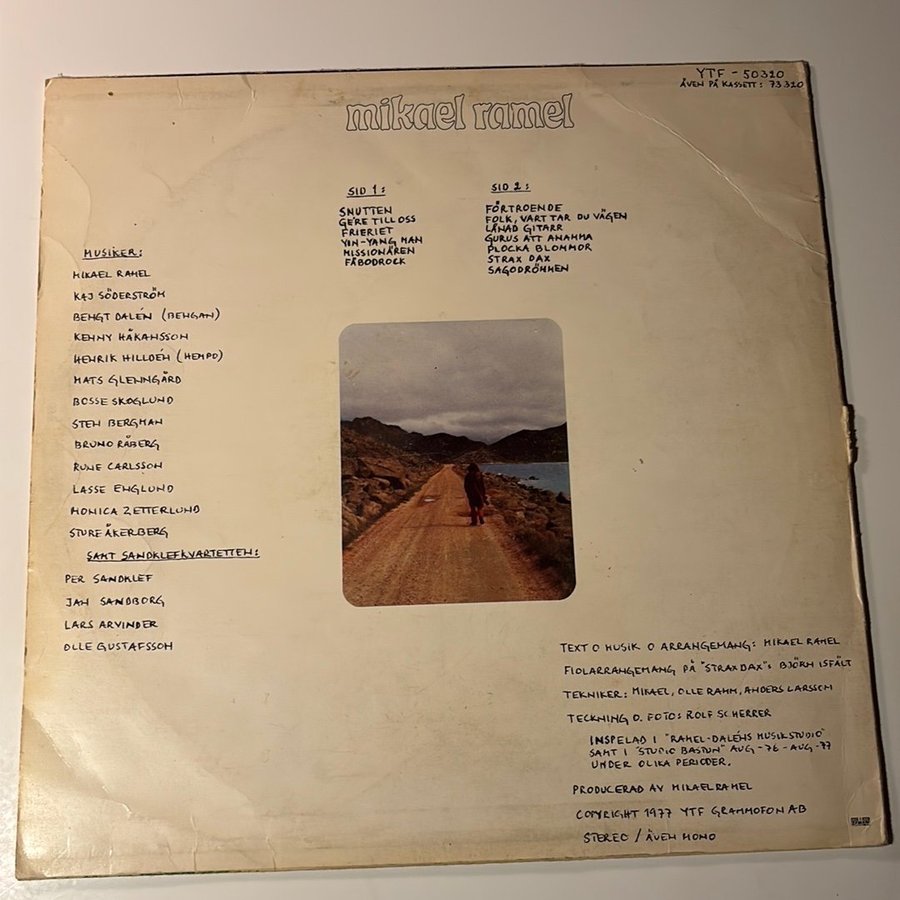 YTF - 50320
ÄVEN PÅ KASSETT: 73320
mikael ramel
SID 1:
SNUTTEN
GE'RE TILL OSS
FRIERIET
YIN-YANG MAN
MISSIONÄREN
FÄBODROCK
SID 2:
FÖRTROENDE
FOLK, VART TAR DU VÄGEN
LÅNAD GITARR
GURUS ATT ANAMMA
PLOCKA BLOMMOR
STRAX DAX
SAGODRÖMMEN
MUSIKER:
MIKAEL RAMEL
KAJ SÖDERSTRÖM
BENGT DALÉN (BENGAN)
KENNY HÅKANSSON
HENRIK HILLDÉN (HEMPO)
MATS GLENNGÅRD
BOSSE SKOGLUND
STEN BERGMAN
BRUNO RÅBERG
RUNE CARLSSON
LASSE ENGLUND
MONICA ZETTERLUND
STURE ÅKERBERG
SAMT SANDKLEFKVARTETTEN:
PER SANDKLEF
JAN SANDBORG
LARS ARVINDER
OLLE GUSTAFSSON
TEXT O MUSIK O ARRANGEMANG: MIKAEL RAMEL
FIOLARRANGEMANG PÅ "STRAX DAX": BJÖRN ISFÄLT
TEKNIKER: MIKAEL, OLLE RAMM, ANDERS LARSSON
TECKNING O. FOTO: ROLF SCHERRER
INSPELAD I "RAMEL-DALÉNS MUSIKSTUDIO"
SAMT I "STUDIO BASTUN" AUG -76 - AUG -77
UNDER OLIKA PERIODER.
PRODUCERAD AV MIKAEL RAMEL
COPYRIGHT 1977 YTF GRAMMOFON AB
STEREO / ÄVEN MONO